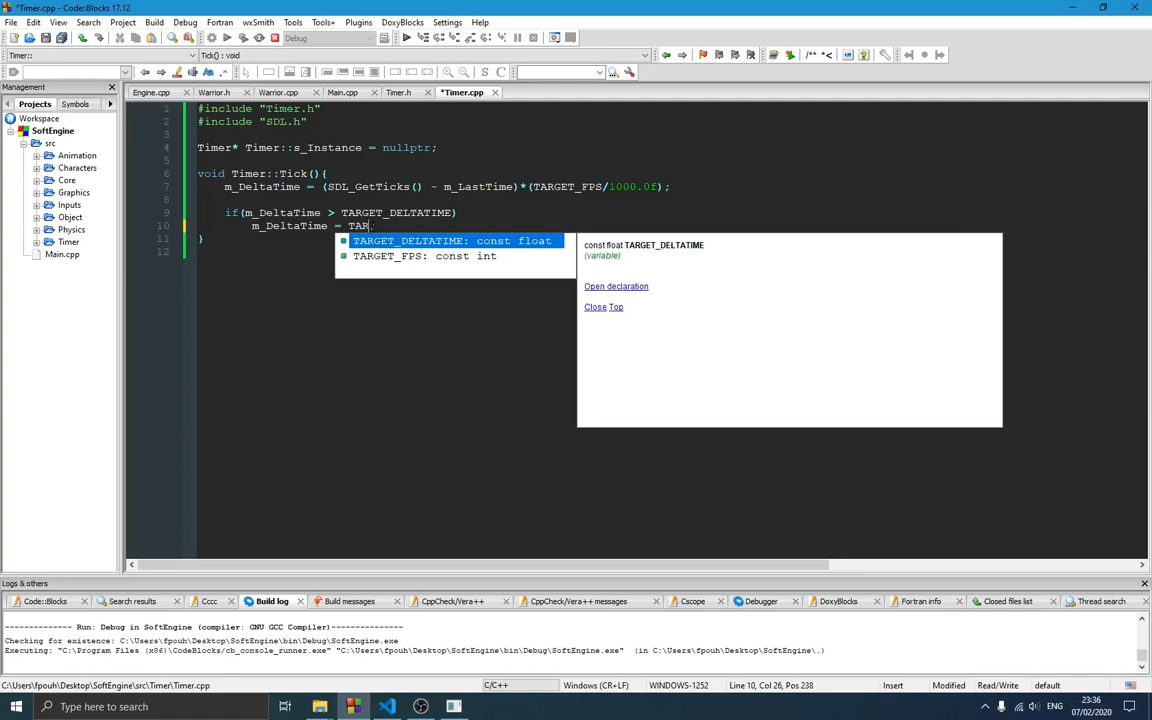 *Timer.cpp - Code::Blocks 17.12
File Edit View Search Project Build Debug Fortran wxSmith Tools Tools+ Plugins DoxyBlocks Settings Help
Debug
Timer:: Tick() : void
S C
Management
Engine.cpp Warrior.h Warrior.cpp Main.cpp Timer.h *Timer.cpp
Projects Symbols
Workspace
SoftEngine
src
Animation
Characters
Core
Graphics
Inputs
Object
Physics
Timer
Main.cpp
1 #include "Timer.h"
2 #include "SDL.h"
3
4 Timer* Timer::s_Instance = nullptr;
5
6 void Timer::Tick(){
7 m_DeltaTime = (SDL_GetTicks() - m_LastTime)*(TARGET_FPS/1000.0f);
8
9 if(m_DeltaTime > TARGET_DELTATIME)
10 m_DeltaTime = TAR;
11 }
12
TARGET_DELTATIME: const float
TARGET_FPS: const int
const float TARGET_DELTATIME
(variable)
Open declaration
Close Top
Logs & others
Code::Blocks Search results Cccc Build log Build messages CppCheck/Vera++ CppCheck/Vera++ messages Cscope Debugger DoxyBlocks Fortran info Closed files list Thread search
-------------- Run: Debug in SoftEngine (compiler: GNU GCC Compiler)---------------
Checking for existence: C:\Users\fpouh\Desktop\SoftEngine\bin\Debug\SoftEngine.exe
Executing: "C:\Program Files (x86)\CodeBlocks/cb_console_runner.exe" "C:\Users\fpouh\Desktop\SoftEngine\bin\Debug\SoftEngine.exe" (in C:\Users\fpouh\Desktop\SoftEngine\.)
C:\Users\fpouh\Desktop\SoftEngine\src\Timer\Timer.cpp C/C++ Windows (CR+LF) WINDOWS-1252 Line 10, Col 26, Pos 238 Insert Modified Read/Write default
Type here to search
ENG
23:36
07/02/2020